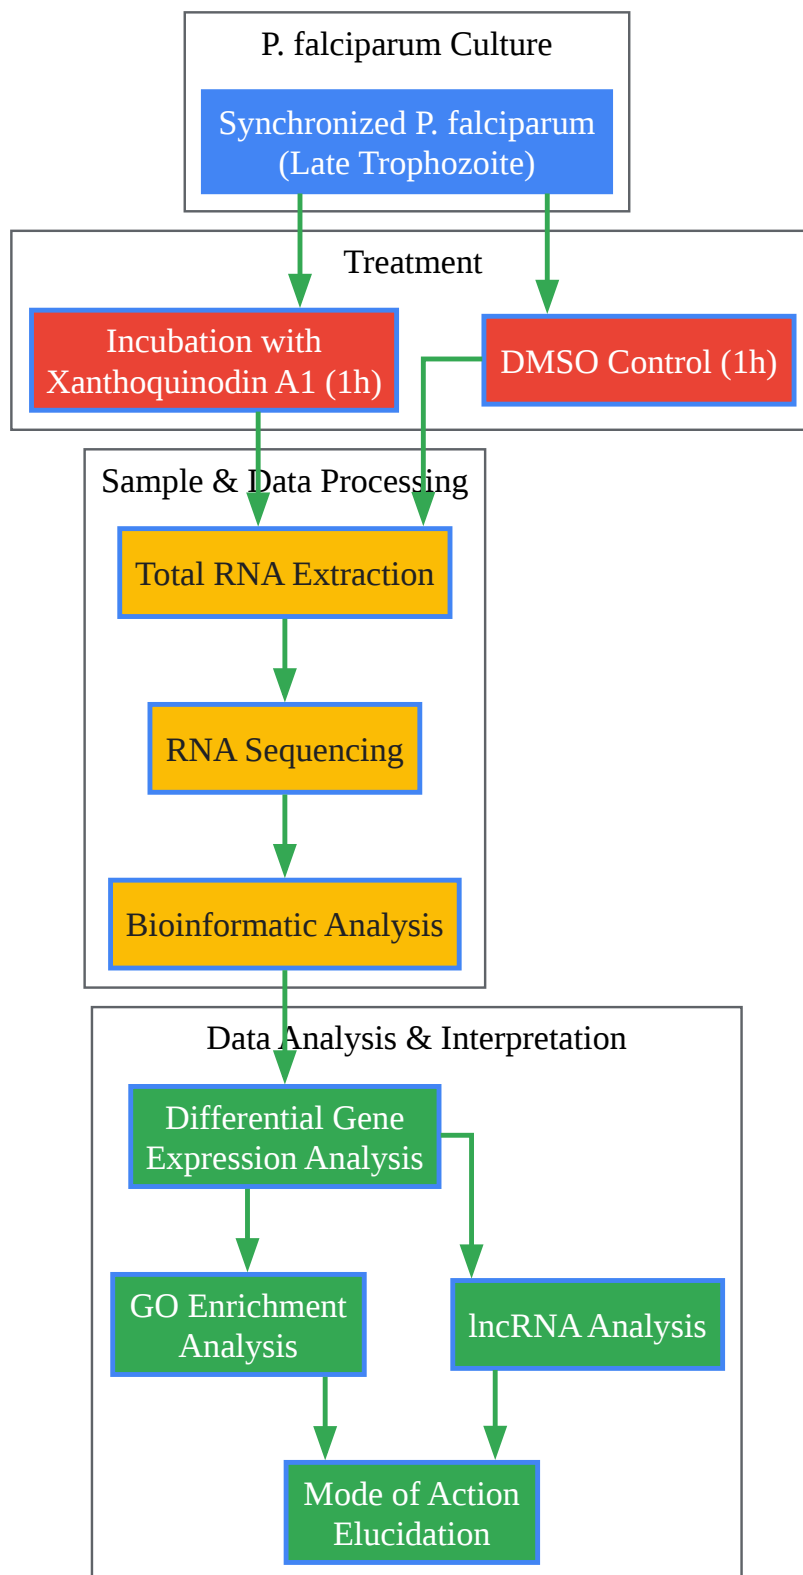 P. falciparum Culture
Synchronized P. falciparum
(Late Trophozoite)
Treatment
Incubation with
Xanthoquinodin A1 (1h)
DMSO Control (1h)
Sample & Data Processing
Total RNA Extraction
RNA Sequencing
Bioinformatic Analysis
Data Analysis & Interpretation
Differential Gene
Expression Analysis
GO Enrichment
Analysis
lncRNA Analysis
Mode of Action
Elucidation